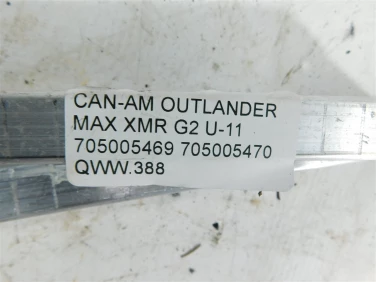 CAN-AM OUTLANDER
MAX XMR G2 U-11
705005469 705005470
QWW.388